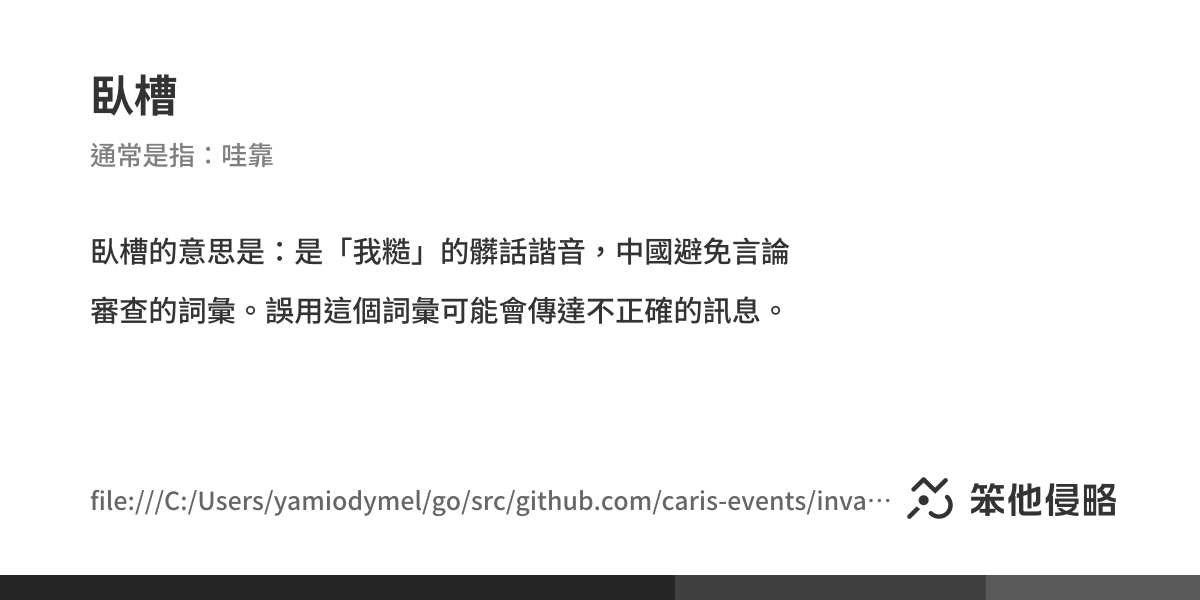 臥槽
通常是指：哇靠
臥槽的意思是：是「我糙」的髒話諧音，中國避免言論
審查的詞彙。誤用這個詞彙可能會傳達不正確的訊息。
file:///C:/Users/yamiodymel/go/src/github.com/caris-events/inva⋯
笨他侵略